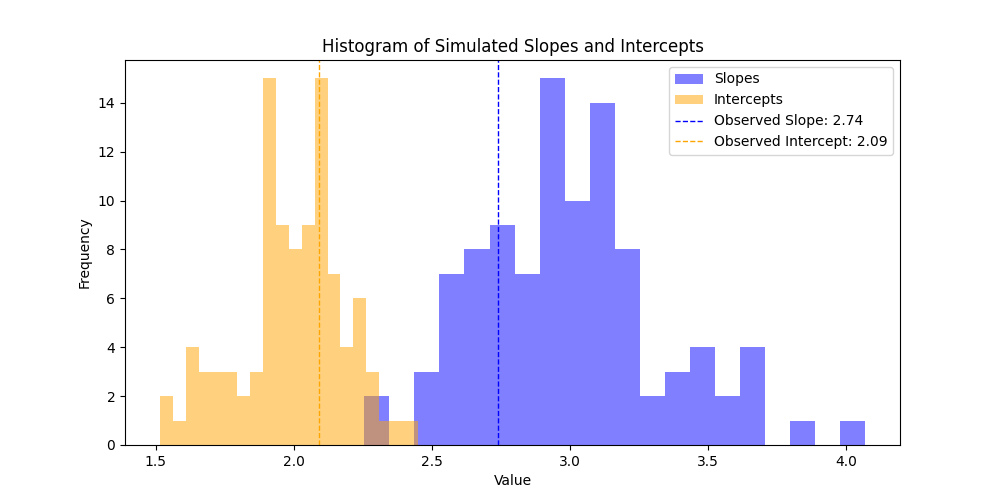 Histogram of Simulated Slopes and Intercepts
Slopes
Intercepts
Observed Slope: 2.74
Observed Intercept: 2.09
Frequency
14
12
10
8
6
4
2
0
1.5 2.0 2.5 3.0 3.5 4.0
Value